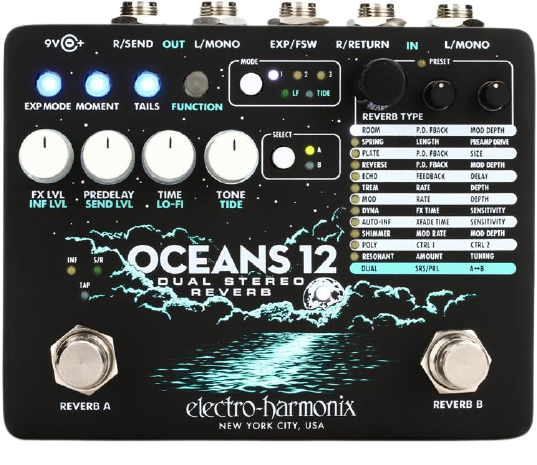 9V R/SEND OUT L/MONO EXP/FSW R/RETURN IN L/MONO
EXP MODE MOMENT TAILS FUNCTION
MODE
1 2 3
LF TIDE
PRESET
REVERB TYPE
ROOM P.D. FBACK MOD DEPTH
SPRING LENGTH PREAMP DRIVE
PLATE P.D. FBACK SIZE
REVERSE P.D. FBACK MOD DEPTH
ECHO FEEDBACK DELAY
TREM RATE DEPTH
MOD RATE DEPTH
DYNA FX TIME SENSITIVITY
AUTO-INF XFADE TIME SENSITIVITY
SHIMMER MOD RATE MOD DEPTH
POLY CTRL 1 CTRL 2
RESONANT AMOUNT TUNING
DUAL SRS/PRL A↔B
SELECT
A
B
FX LVL PREDELAY TIME TONE
INF LVL SEND LVL LO-FI TIDE
INF S/R
TAP
OCEANS 12
DUAL STEREO
REVERB
REVERB A REVERB B
electro-harmonix
NEW YORK CITY, USA